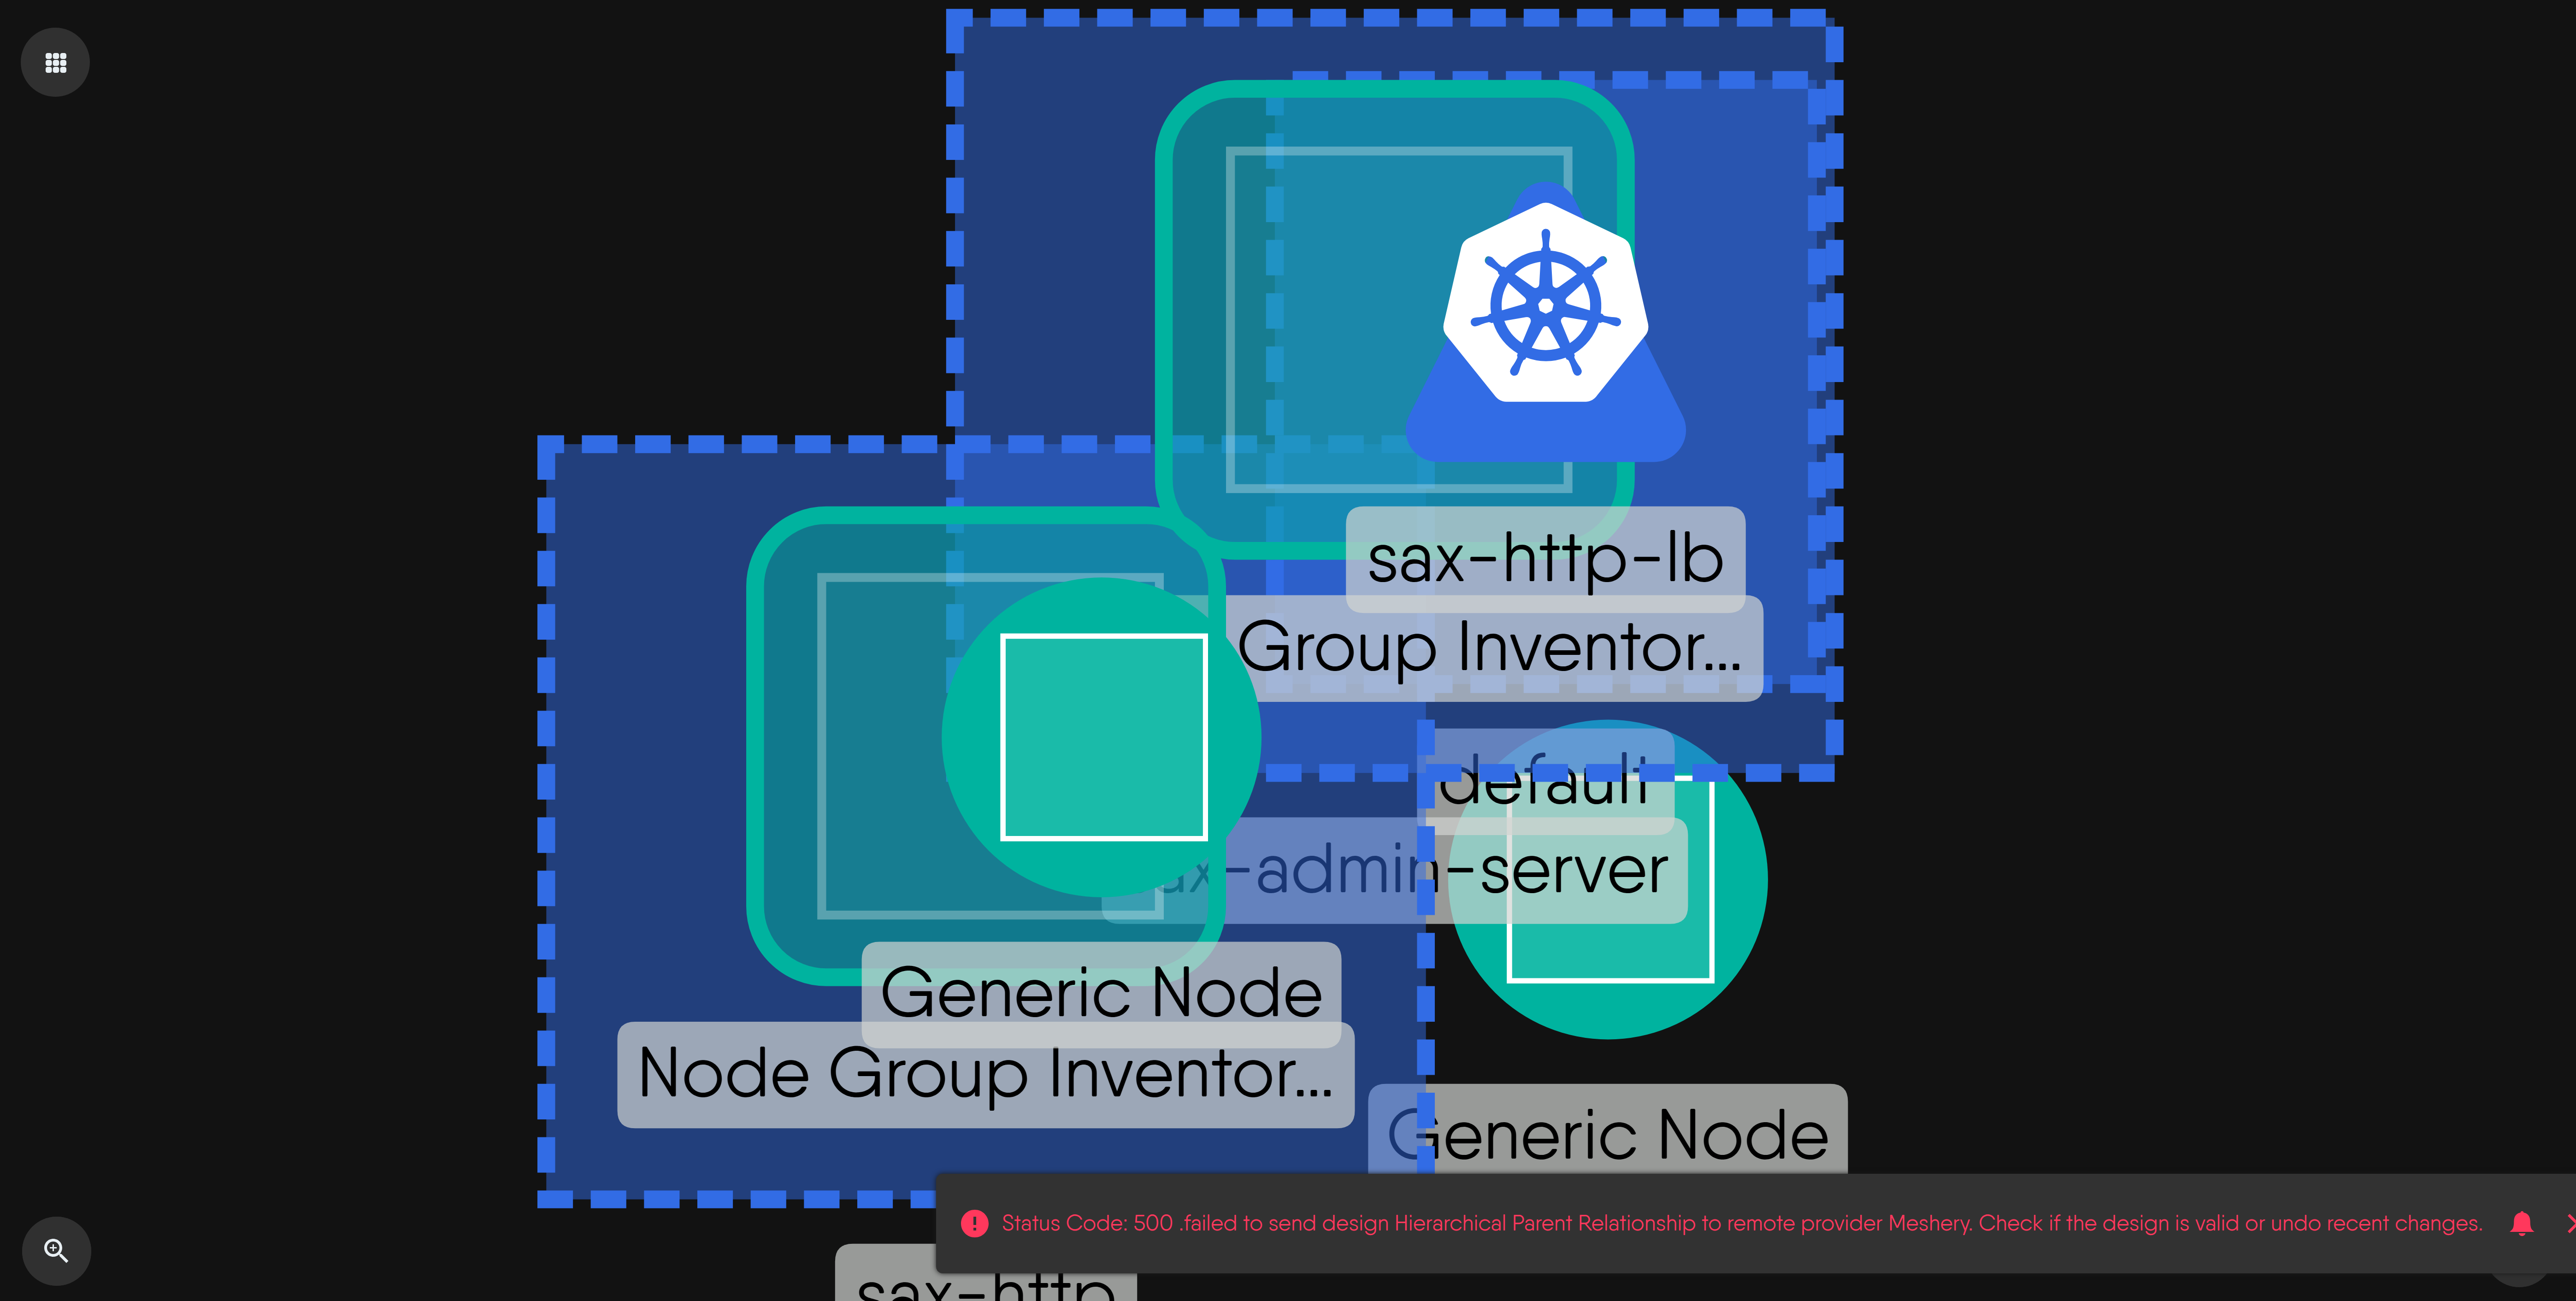 sax-http-lb
Group Inventor...
default
-admin-server
Generic Node
Node Group Inventor...
Generic Node
Status Code: 500 .failed to send design Hierarchical Parent Relationship to remote provider Meshery. Check if the design is valid or undo recent changes.
sax-http